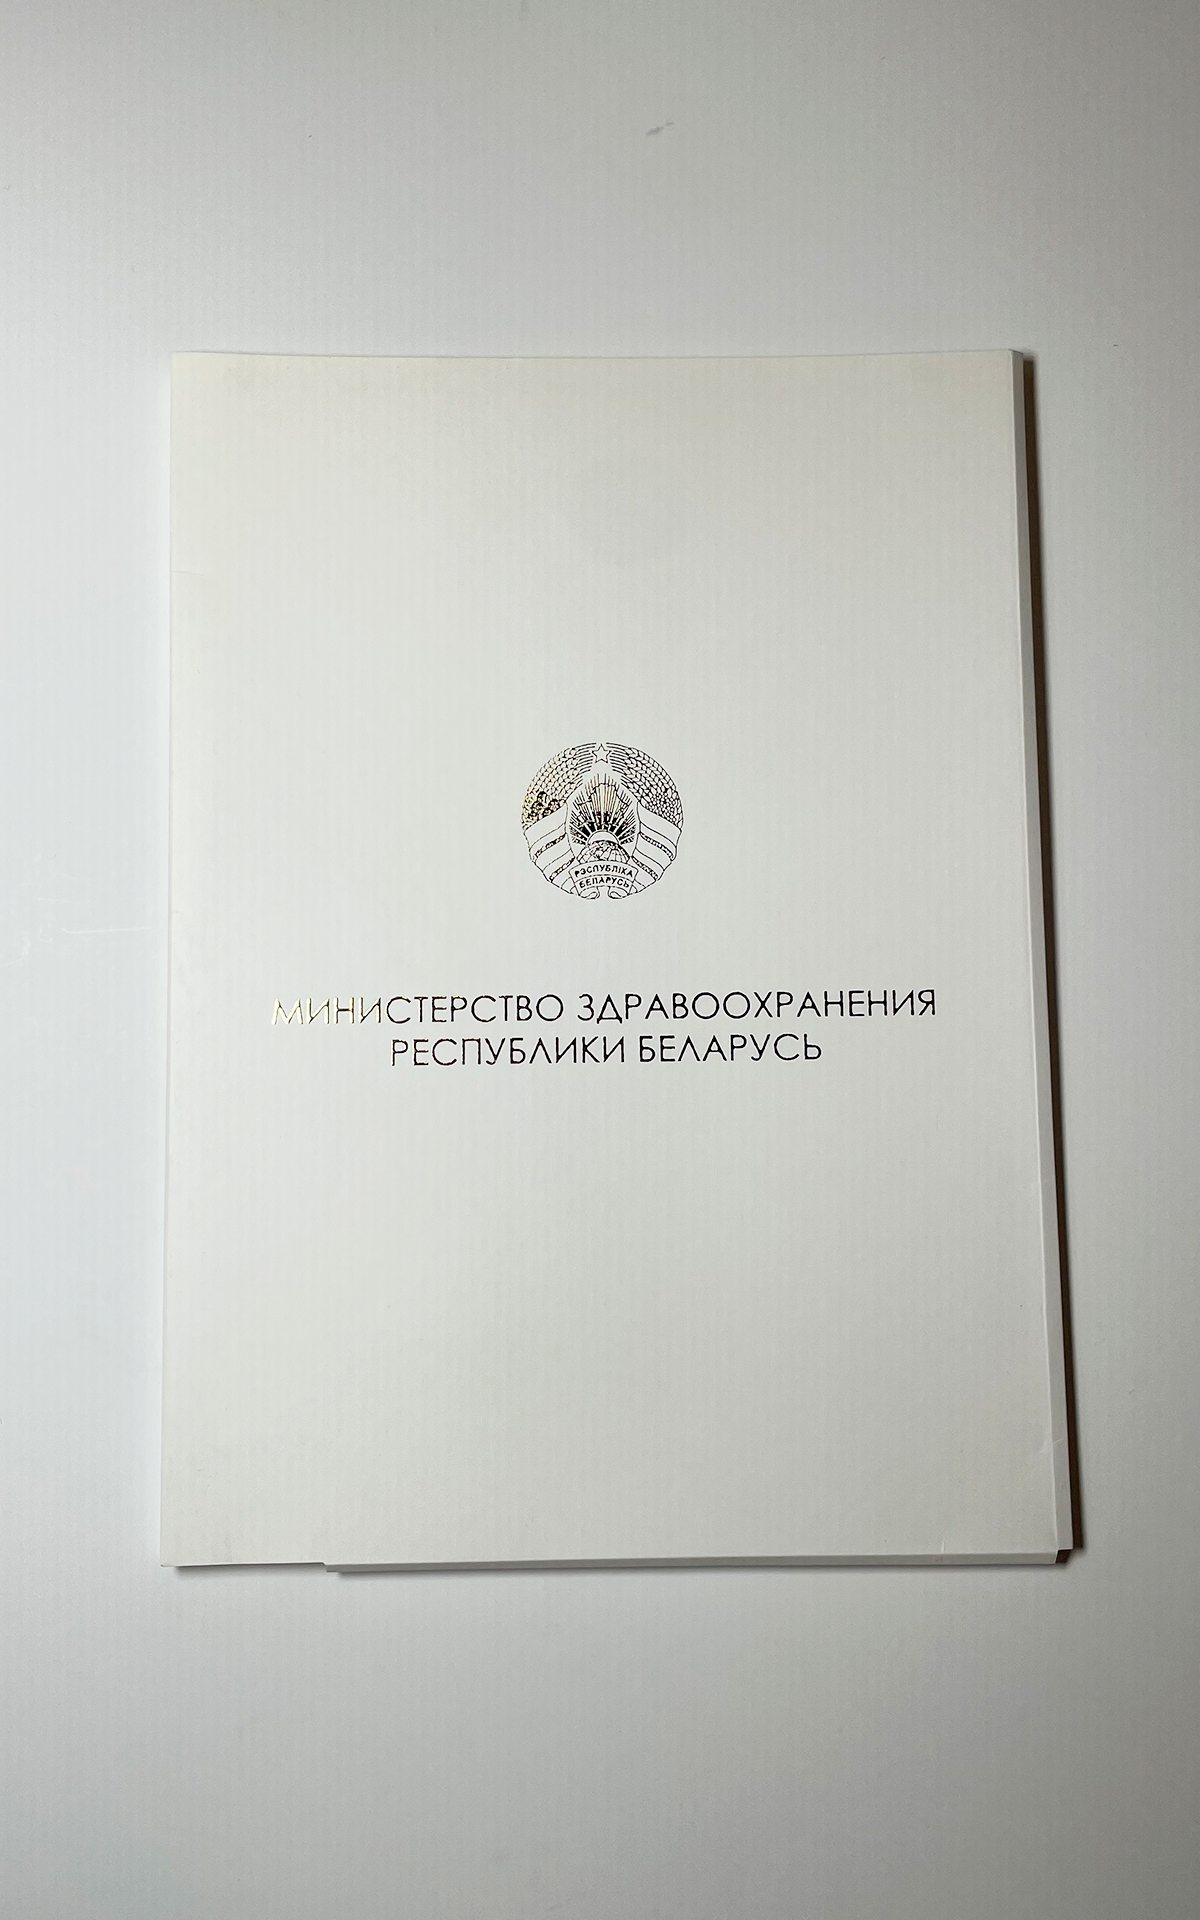 РЭСПУБЛІКА
БЕЛАРУСЬ
МИНИСТЕРСТВО ЗДРАВООХРАНЕНИЯ
РЕСПУБЛИКИ БЕЛАРУСЬ